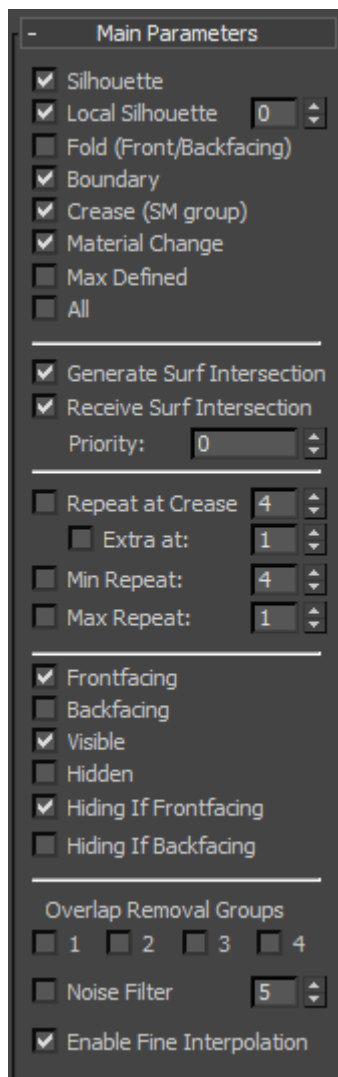 - Main Parameters
Silhouette
Local Silhouette 0
Fold (Front/Backfacing)
Boundary
Crease (SM group)
Material Change
Max Defined
All
Generate Surf Intersection
Receive Surf Intersection
Priority: 0
Repeat at Crease 4
Extra at: 1
Min Repeat: 4
Max Repeat: 1
Frontfacing
Backfacing
Visible
Hidden
Hiding If Frontfacing
Hiding If Backfacing
Overlap Removal Groups
1 2 3 4
Noise Filter 5
Enable Fine Interpolation